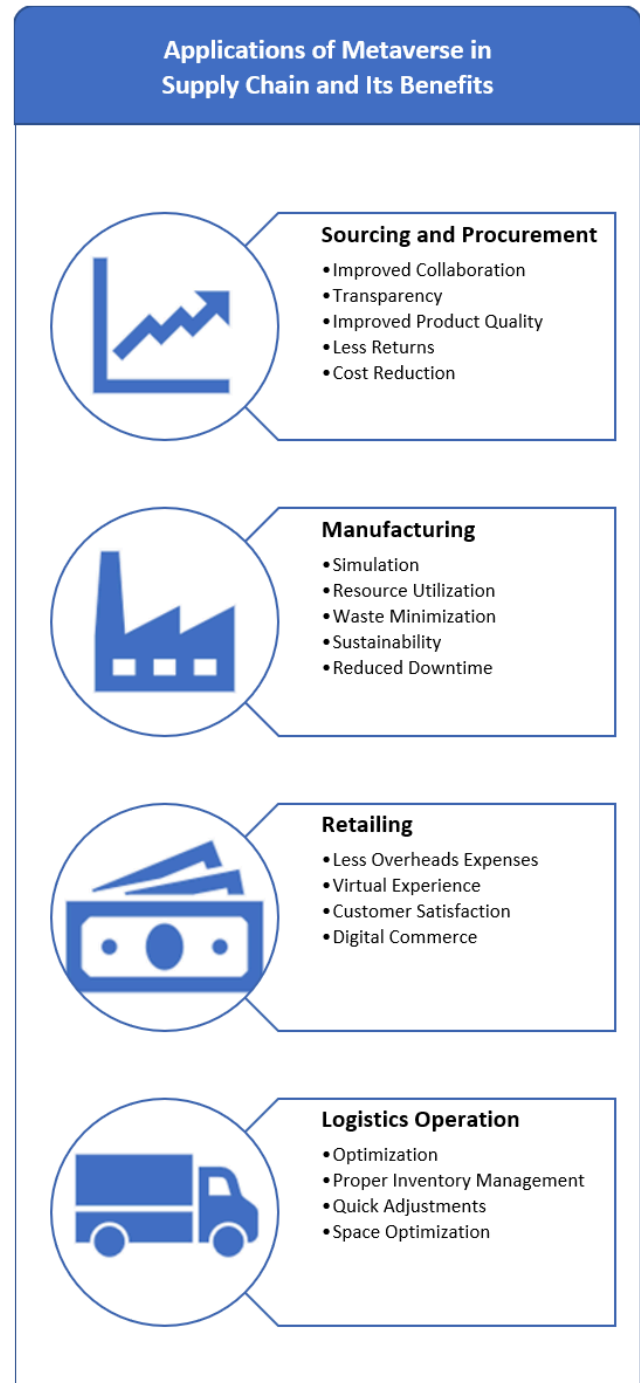 Applications of Metaverse in
Supply Chain and Its Benefits
Sourcing and Procurement
•Improved Collaboration
•Transparency
•Improved Product Quality
•Less Returns
•Cost Reduction
Manufacturing
•Simulation
•Resource Utilization
•Waste Minimization
•Sustainability
•Reduced Downtime
Retailing
•Less Overheads Expenses
•Virtual Experience
•Customer Satisfaction
•Digital Commerce
Logistics Operation
•Optimization
•Proper Inventory Management
•Quick Adjustments
•Space Optimization